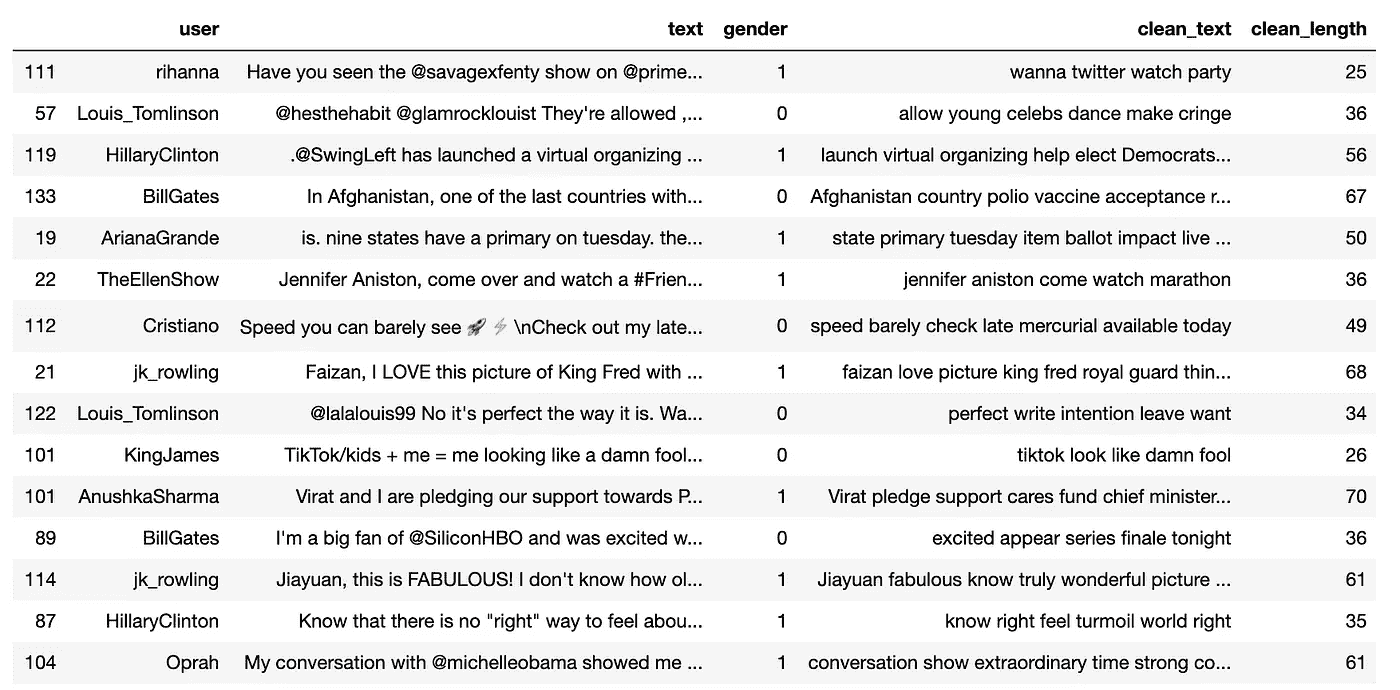 user text gender clean_text clean_length
111 rihanna Have you seen the @savagexfenty show on @prime... 1 wanna twitter watch party 25
57 Louis_Tomlinson @hesthehabit @glamrocklouist They're allowed ,... 0 allow young celebs dance make cringe 36
119 HillaryClinton .@SwingLeft has launched a virtual organizing ... 1 launch virtual organizing help elect Democrats... 56
133 BillGates In Afghanistan, one of the last countries with... 0 Afghanistan country polio vaccine acceptance r... 67
19 ArianaGrande is. nine states have a primary on tuesday. the... 1 state primary tuesday item ballot impact live ... 50
22 TheEllenShow Jennifer Aniston, come over and watch a #Frien... 1 jennifer aniston come watch marathon 36
112 Cristiano Speed you can barely see 🚀 ⚡ \nCheck out my late... 0 speed barely check late mercurial available today 49
21 jk_rowling Faizan, I LOVE this picture of King Fred with ... 1 faizan love picture king fred royal guard thin... 68
122 Louis_Tomlinson @lalalouis99 No it's perfect the way it is. Wa... 0 perfect write intention leave want 34
101 KingJames TikTok/kids + me = me looking like a damn fool... 0 tiktok look like damn fool 26
101 AnushkaSharma Virat and I are pledging our support towards P... 1 Virat pledge support cares fund chief minister... 70
89 BillGates I'm a big fan of @SiliconHBO and was excited w... 0 excited appear series finale tonight 36
114 jk_rowling Jiayuan, this is FABULOUS! I don't know how ol... 1 Jiayuan fabulous know truly wonderful picture ... 61
87 HillaryClinton Know that there is no "right" way to feel abou... 1 know right feel turmoil world right 35
104 Oprah My conversation with @michelleobama showed me ... 1 conversation show extraordinary time strong co... 61